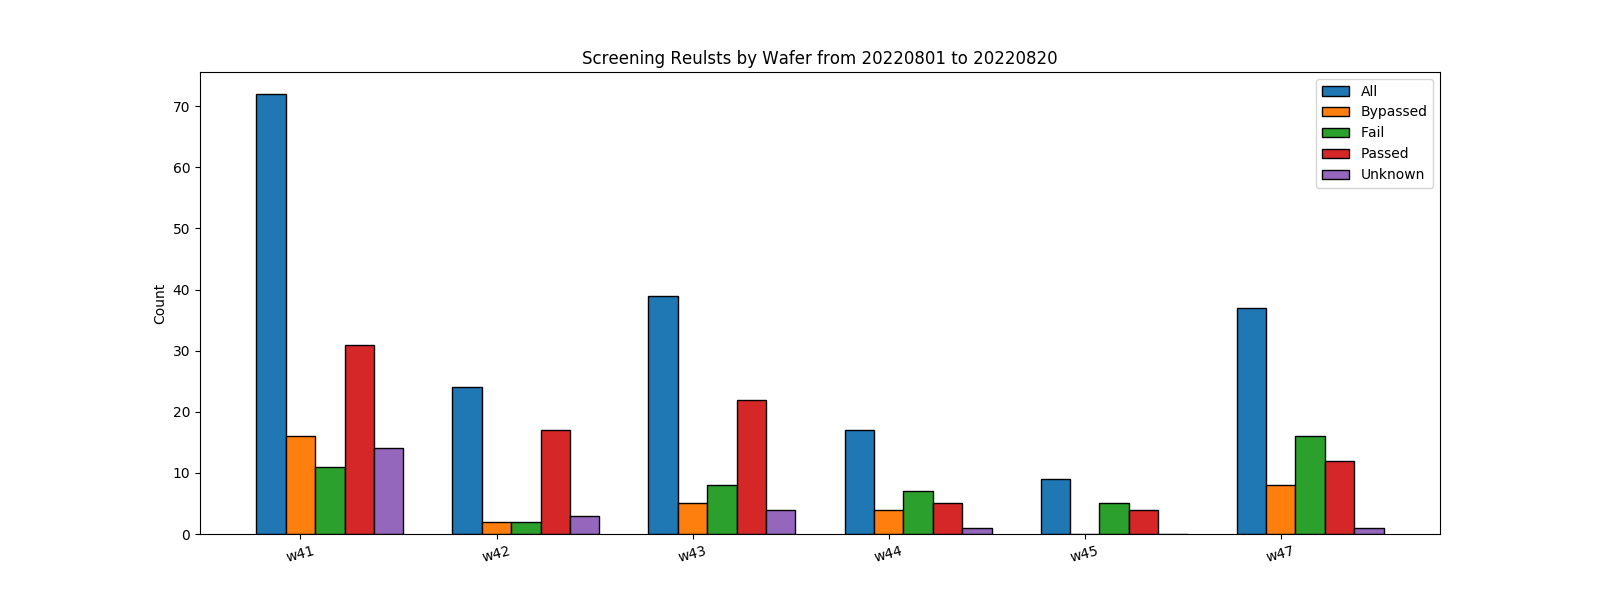 Screening Reulsts by Wafer from 20220801 to 20220820
All
Bypassed
Fail
Passed
Unknown
Count
70
60
50
40
30
20
10
0
w41
w42
w43
w44
w45
w47